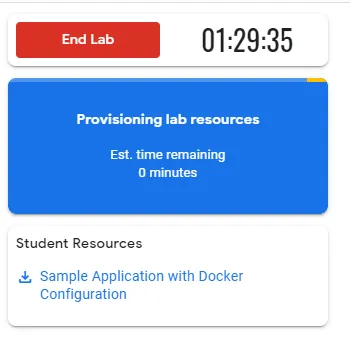 End Lab
01:29:35
Provisioning lab resources
Est. time remaining
0 minutes
Student Resources
Sample Application with Docker
Configuration